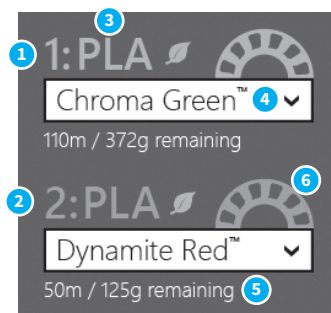 3
1 1:PLA
Chroma Green™ 4
110m / 372g remaining
6
2 2:PLA
Dynamite Red™
50m / 125g remaining 5